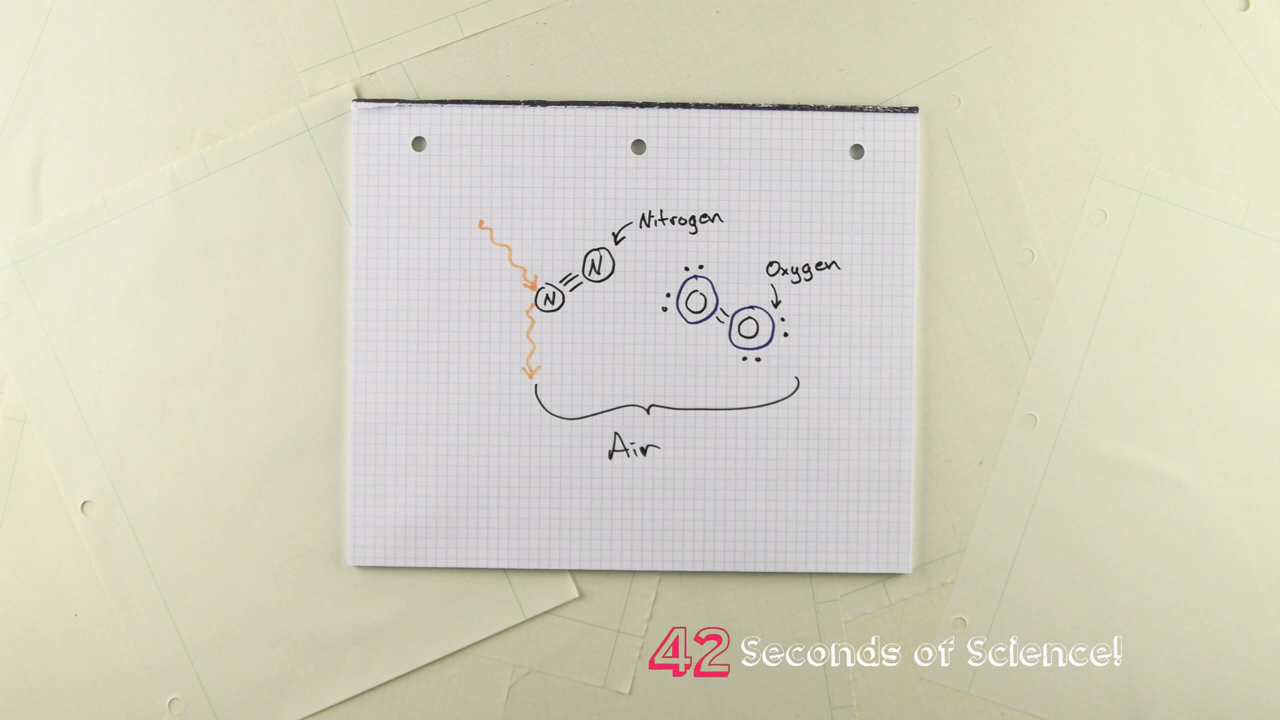 Nitrogen
N
N
Oxygen
O
O
Air
42 Seconds of Science!